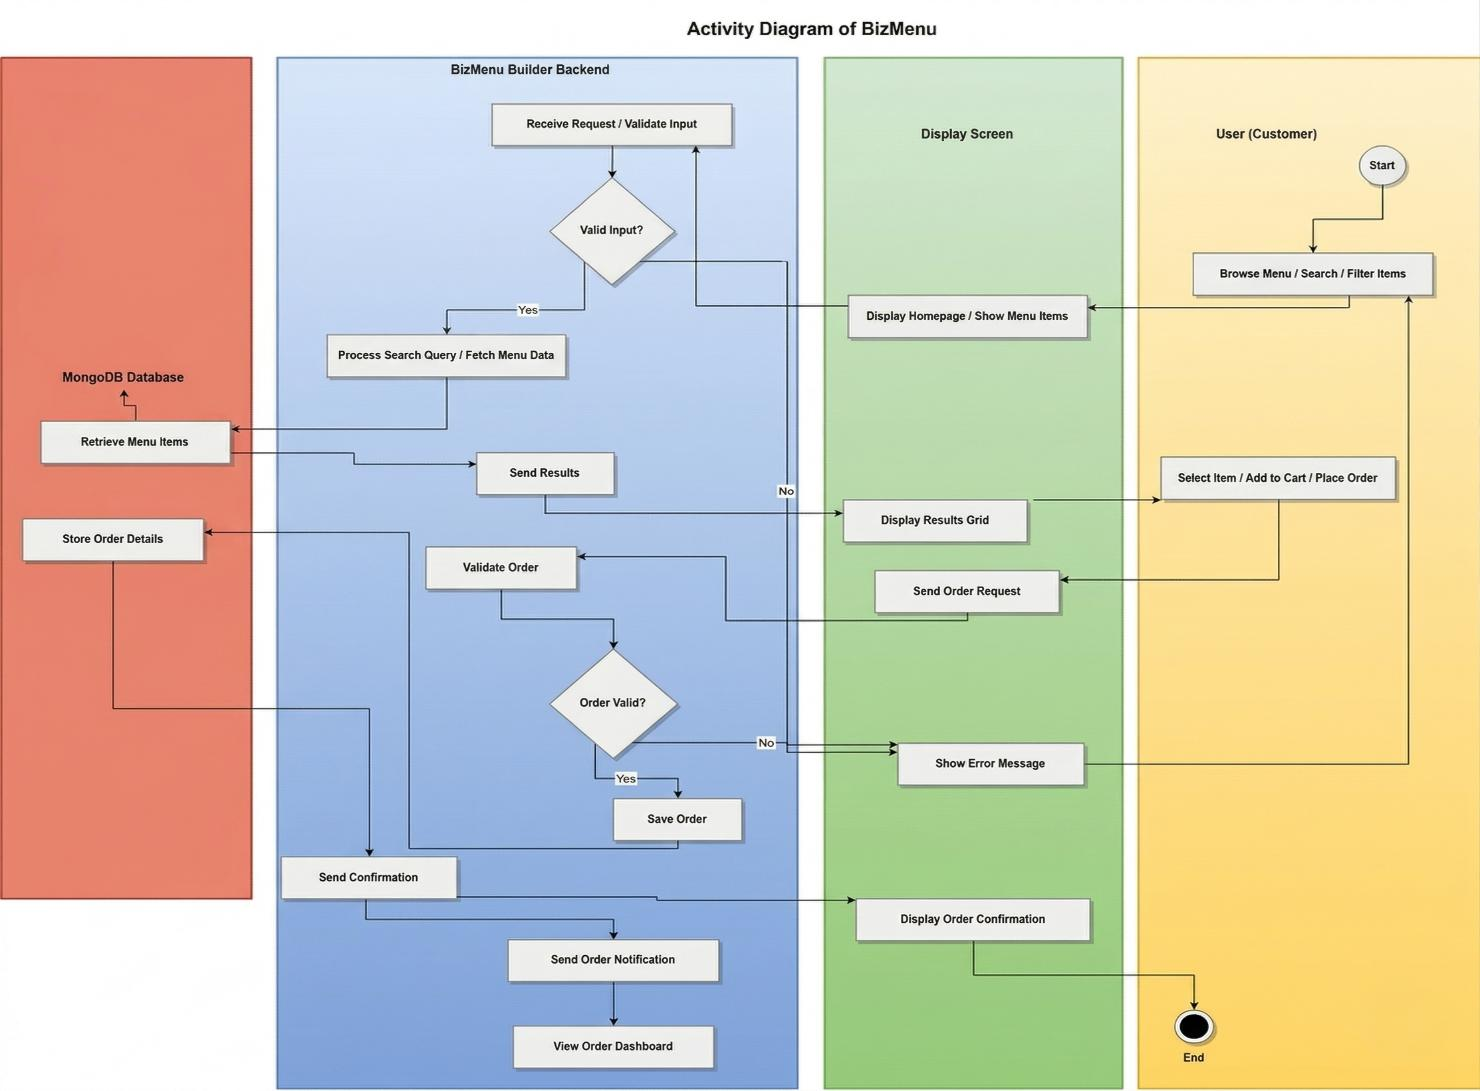 Activity Diagram of BizMenu
BizMenu Builder Backend
Receive Request / Validate Input
Display Screen
User (Customer)
Start
Valid Input?
Browse Menu / Search / Filter Items
Yes
Display Homepage / Show Menu Items
Process Search Query / Fetch Menu Data
MongoDB Database
Retrieve Menu Items
Send Results
Select Item / Add to Cart / Place Order
No
Display Results Grid
Store Order Details
Validate Order
Send Order Request
Order Valid?
No
Show Error Message
Yes
Save Order
Send Confirmation
Display Order Confirmation
Send Order Notification
View Order Dashboard
End